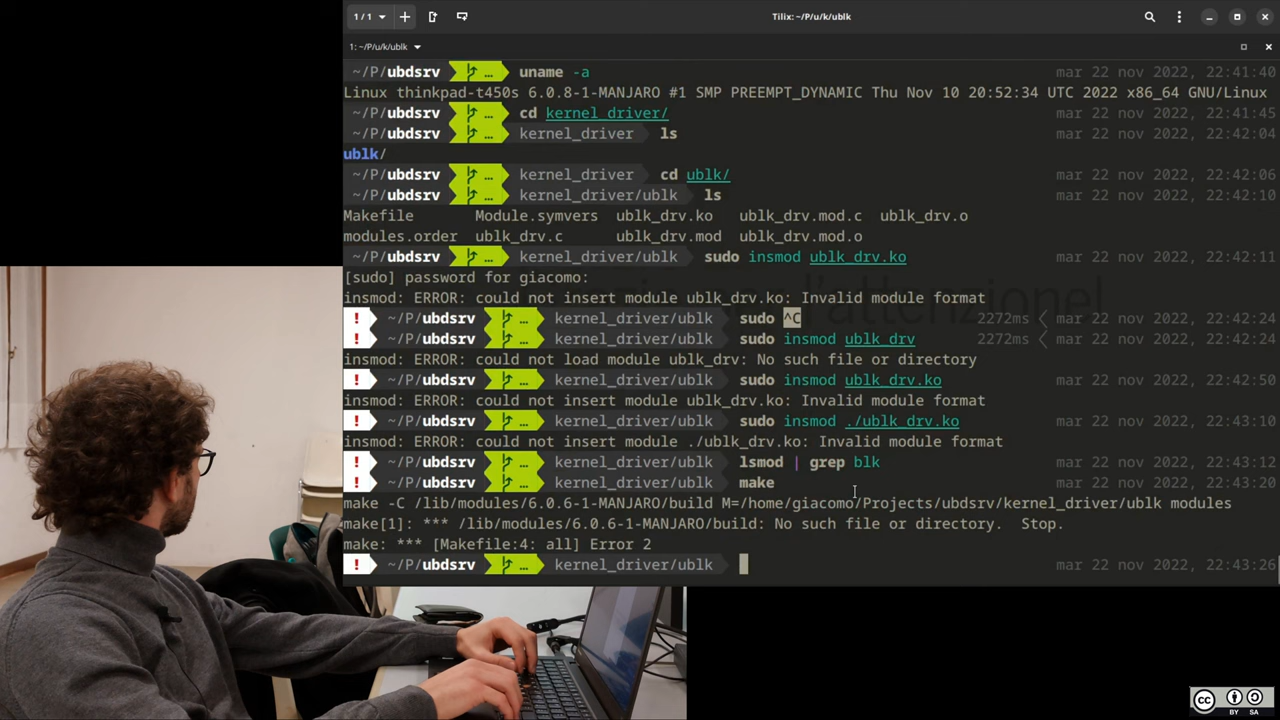 1 / 1
Tilix: ~/P/u/k/ublk
1: ~/P/u/k/ublk
~/P/ubdsrv … uname -a mar 22 nov 2022, 22:41:40
Linux thinkpad-t450s 6.0.8-1-MANJARO #1 SMP PREEMPT_DYNAMIC Thu Nov 10 20:52:34 UTC 2022 x86_64 GNU/Linux
~/P/ubdsrv … cd kernel_driver/ mar 22 nov 2022, 22:41:45
~/P/ubdsrv … kernel_driver ls mar 22 nov 2022, 22:42:04
ublk/
~/P/ubdsrv … kernel_driver cd ublk/ mar 22 nov 2022, 22:42:06
~/P/ubdsrv … kernel_driver/ublk ls mar 22 nov 2022, 22:42:10
Makefile Module.symvers ublk_drv.ko ublk_drv.mod.c ublk_drv.o
modules.order ublk_drv.c ublk_drv.mod ublk_drv.mod.o
~/P/ubdsrv … kernel_driver/ublk sudo insmod ublk_drv.ko mar 22 nov 2022, 22:42:11
[sudo] password for giacomo:
insmod: ERROR: could not insert module ublk_drv.ko: Invalid module format
! ~/P/ubdsrv … kernel_driver/ublk sudo ^C 2272ms mar 22 nov 2022, 22:42:24
! ~/P/ubdsrv … kernel_driver/ublk sudo insmod ublk_drv 2272ms mar 22 nov 2022, 22:42:24
insmod: ERROR: could not load module ublk_drv: No such file or directory
! ~/P/ubdsrv … kernel_driver/ublk sudo insmod ublk_drv.ko mar 22 nov 2022, 22:42:50
insmod: ERROR: could not insert module ublk_drv.ko: Invalid module format
! ~/P/ubdsrv … kernel_driver/ublk sudo insmod ./ublk_drv.ko mar 22 nov 2022, 22:43:10
insmod: ERROR: could not insert module ./ublk_drv.ko: Invalid module format
! ~/P/ubdsrv … kernel_driver/ublk lsmod | grep blk mar 22 nov 2022, 22:43:12
! ~/P/ubdsrv … kernel_driver/ublk make mar 22 nov 2022, 22:43:20
make -C /lib/modules/6.0.6-1-MANJARO/build M=/home/giacomo/Projects/ubdsrv/kernel_driver/ublk modules
make[1]: *** /lib/modules/6.0.6-1-MANJARO/build: No such file or directory. Stop.
make: *** [Makefile:4: all] Error 2
! ~/P/ubdsrv … kernel_driver/ublk mar 22 nov 2022, 22:43:26
cc BY SA